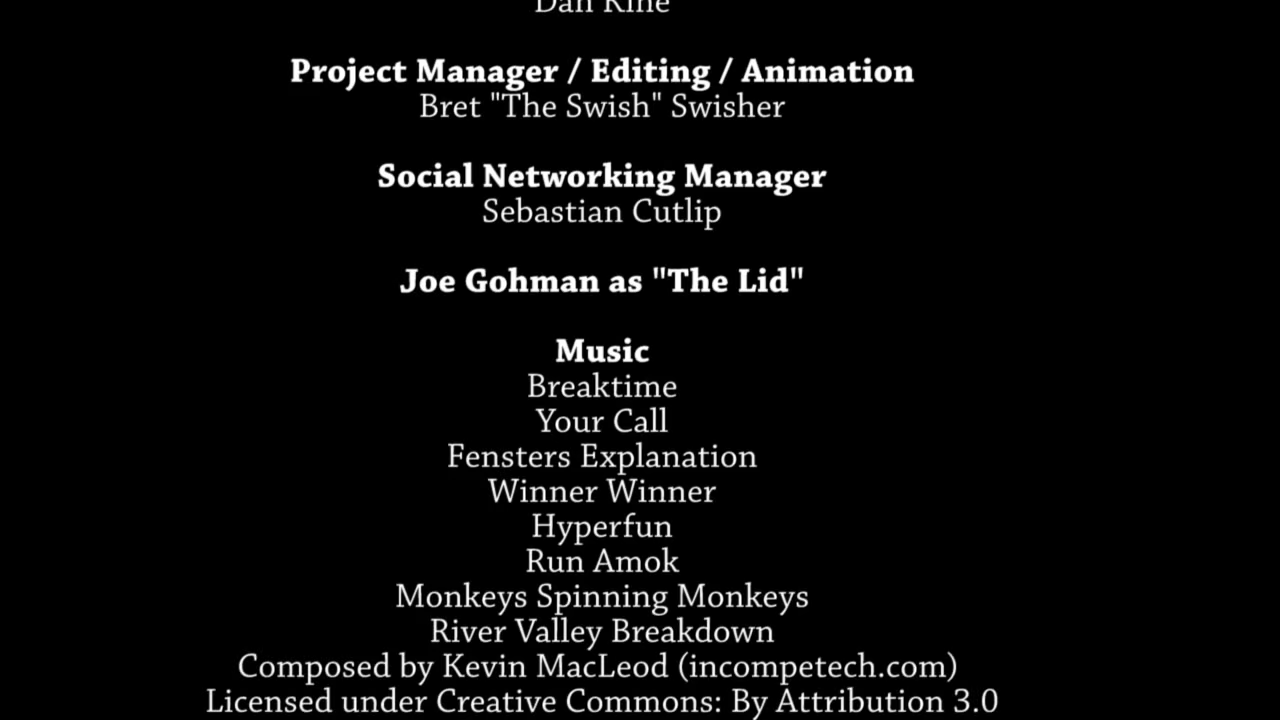 Dan Rine
Project Manager / Editing / Animation
Bret "The Swish" Swisher
Social Networking Manager
Sebastian Cutlip
Joe Gohman as "The Lid"
Music
Breaktime
Your Call
Fensters Explanation
Winner Winner
Hyperfun
Run Amok
Monkeys Spinning Monkeys
River Valley Breakdown
Composed by Kevin MacLeod (incompetech.com)
Licensed under Creative Commons: By Attribution 3.0